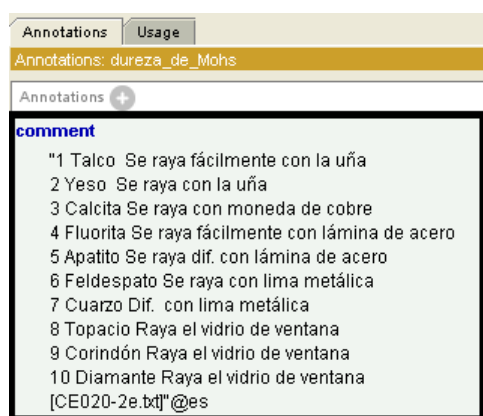 Annotations Usage
Annotations: dureza_de_Mohs
Annotations
comment
"1 Talco Se raya fácilmente con la uña
2 Yeso Se raya con la uña
3 Calcita Se raya con moneda de cobre
4 Fluorita Se raya fácilmente con lámina de acero
5 Apatito Se raya dif. con lámina de acero
6 Feldespato Se raya con lima metálica
7 Cuarzo Dif. con lima metálica
8 Topacio Raya el vidrio de ventana
9 Corindón Raya el vidrio de ventana
10 Diamante Raya el vidrio de ventana
[CE020-2e.txt]"@es